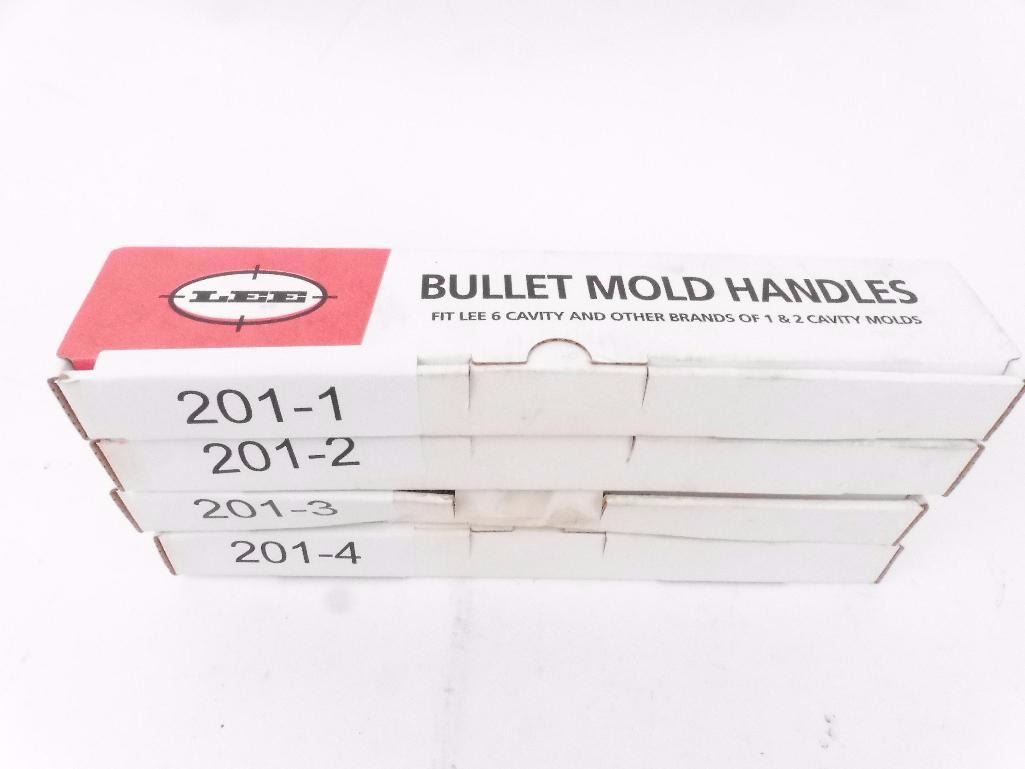 LEE
BULLET MOLD HANDLES
FIT LEE 6 CAVITY AND OTHER BRANDS OF 1 & 2 CAVITY MOLDS
201-1
201-2
201-3
201-4